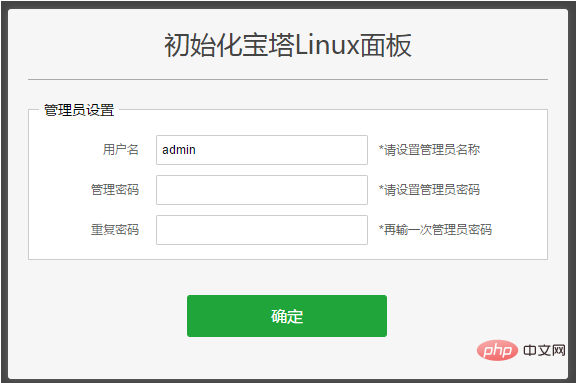 初始化宝塔Linux面板
管理员设置
用户名 admin *请设置管理员名称
管理密码 *请设置管理员密码
重复密码 *再输一次管理员密码
确定
php 中文网